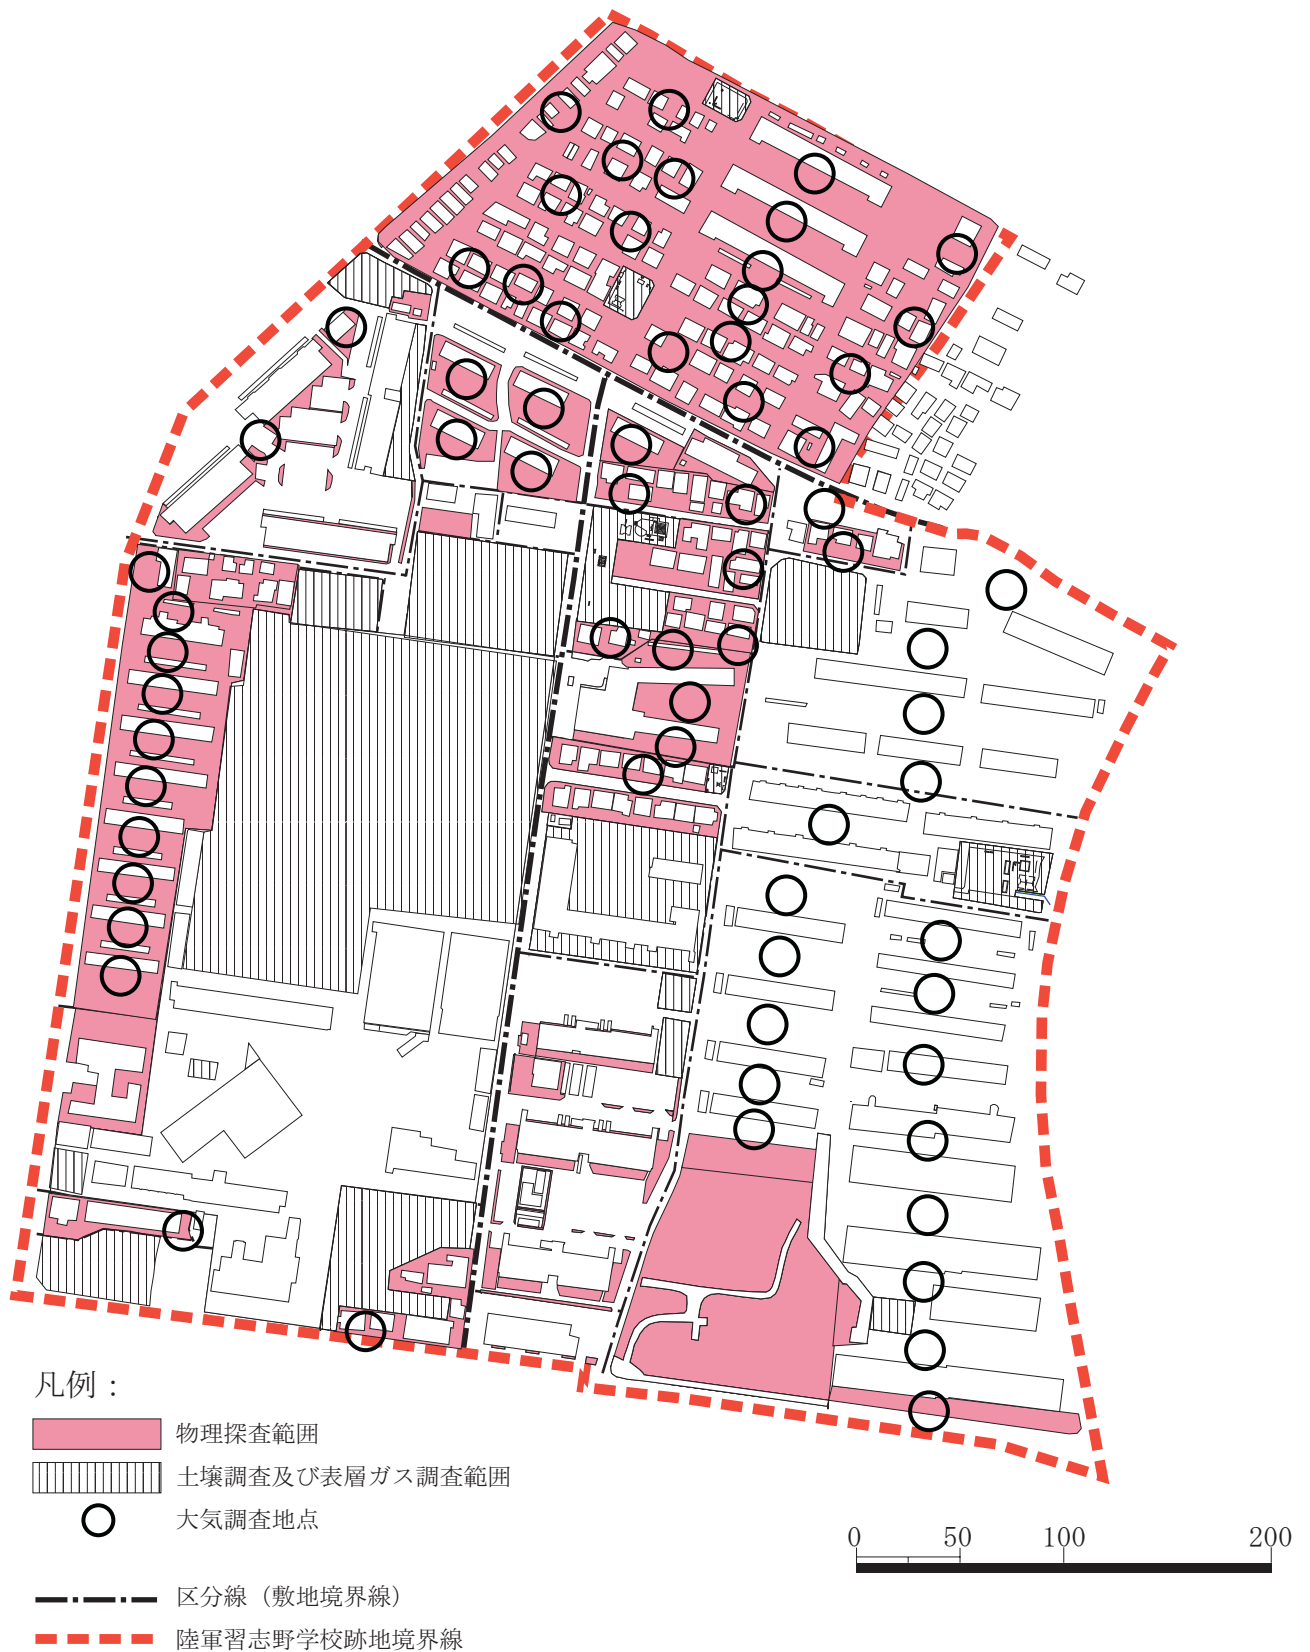 凡例：
物理探査範囲
土壌調査及び表層ガス調査範囲
大気調査地点
区分線（敷地境界線）
陸軍習志野学校跡地境界線
0 50 100 200